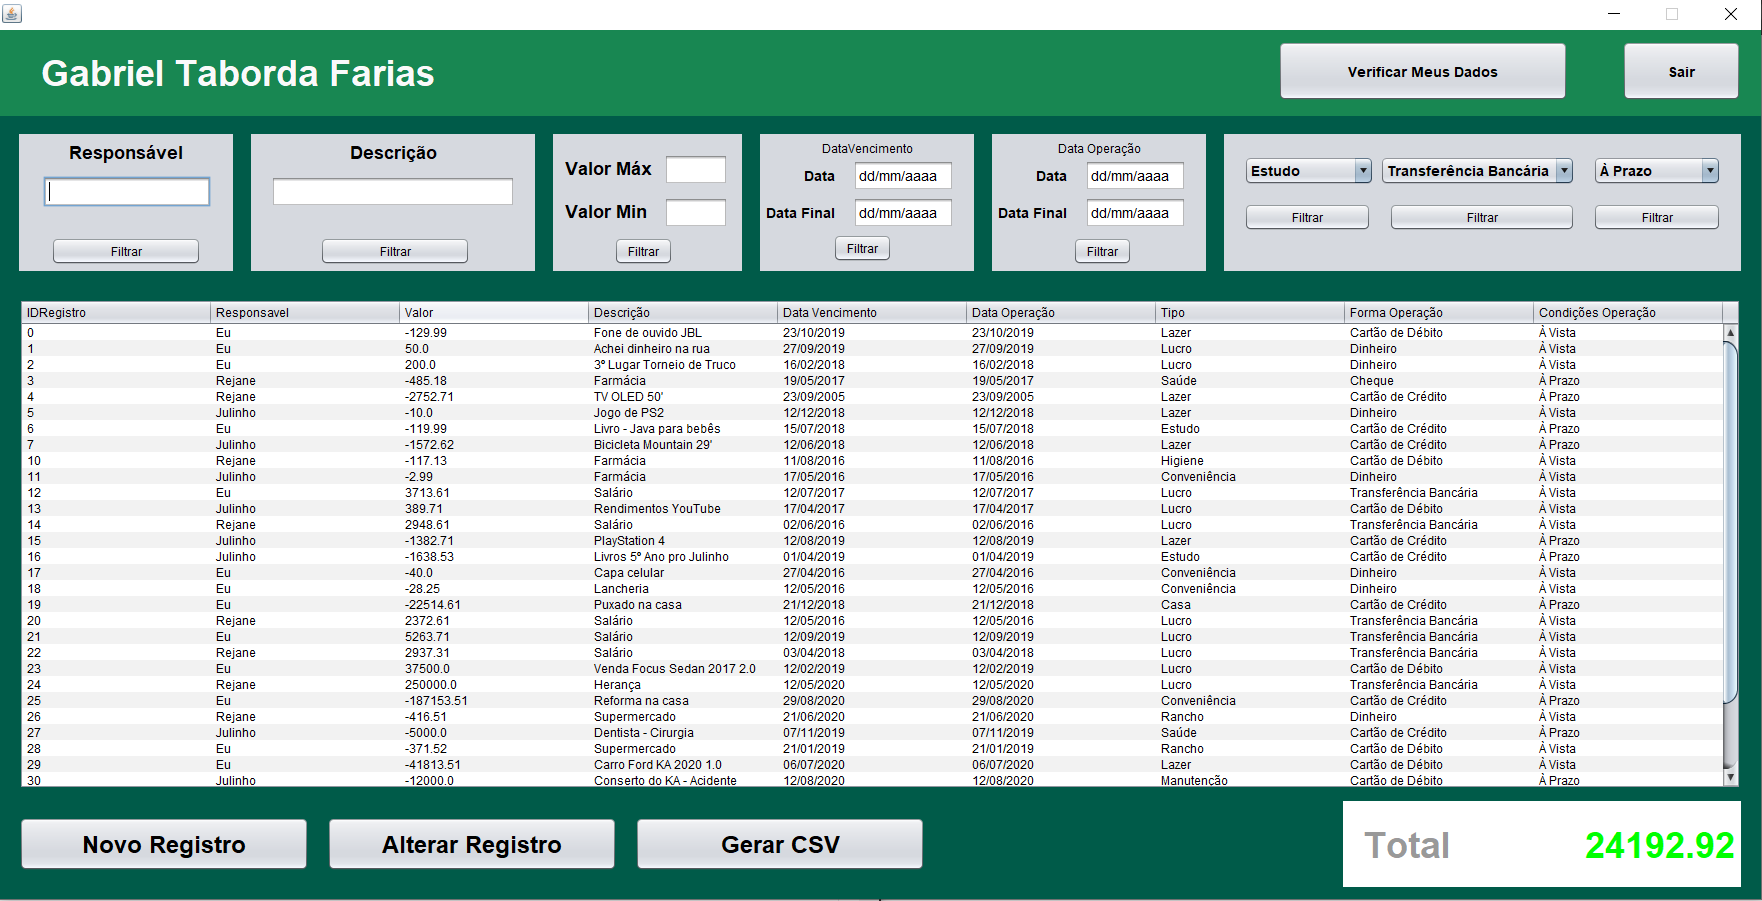 Gabriel Taborda Farias
Verificar Meus Dados
Sair
Responsável
Filtrar
Descrição
Filtrar
Valor Máx
Valor Min
Filtrar
DataVencimento
Data dd/mm/aaaa
Data Final dd/mm/aaaa
Filtrar
Data Operação
Data dd/mm/aaaa
Data Final dd/mm/aaaa
Filtrar
Estudo Transferência Bancária À Prazo
Filtrar Filtrar Filtrar
IDRegistro Responsavel Valor Descrição Data Vencimento Data Operação Tipo Forma Operação Condições Operação
0 Eu -129.99 Fone de ouvido JBL 23/10/2019 23/10/2019 Lazer Cartão de Débito À Vista
1 Eu 50.0 Achei dinheiro na rua 27/09/2019 27/09/2019 Lucro Dinheiro À Vista
2 Eu 200.0 3º Lugar Torneio de Truco 16/02/2018 16/02/2018 Lucro Dinheiro À Vista
3 Rejane -485.18 Farmácia 19/05/2017 19/05/2017 Saúde Cheque À Prazo
4 Rejane -2752.71 TV OLED 50' 23/09/2005 23/09/2005 Lazer Cartão de Crédito À Prazo
5 Julinho -10.0 Jogo de PS2 12/12/2018 12/12/2018 Lazer Dinheiro À Vista
6 Eu -119.99 Livro - Java para bebês 15/07/2018 15/07/2018 Estudo Cartão de Crédito À Prazo
7 Julinho -1572.62 Bicicleta Mountain 29' 12/06/2018 12/06/2018 Lazer Cartão de Crédito À Prazo
10 Rejane -117.13 Farmácia 11/08/2016 11/08/2016 Higiene Cartão de Débito À Vista
11 Julinho -2.99 Farmácia 17/05/2016 17/05/2016 Conveniência Dinheiro À Vista
12 Eu 3713.61 Salário 12/07/2017 12/07/2017 Lucro Transferência Bancária À Vista
13 Julinho 389.71 Rendimentos YouTube 17/04/2017 17/04/2017 Lucro Cartão de Débito À Vista
14 Rejane 2948.61 Salário 02/06/2016 02/06/2016 Lucro Transferência Bancária À Vista
15 Julinho -1382.71 PlayStation 4 12/08/2019 12/08/2019 Lazer Cartão de Crédito À Prazo
16 Julinho -1638.53 Livros 5º Ano pro Julinho 01/04/2019 01/04/2019 Estudo Cartão de Crédito À Prazo
17 Eu -40.0 Capa celular 27/04/2016 27/04/2016 Conveniência Dinheiro À Vista
18 Eu -28.25 Lancheria 12/05/2016 12/05/2016 Conveniência Dinheiro À Vista
19 Eu -22514.61 Puxado na casa 21/12/2018 21/12/2018 Casa Cartão de Crédito À Prazo
20 Rejane 2372.61 Salário 12/05/2016 12/05/2016 Lucro Transferência Bancária À Vista
21 Eu 5263.71 Salário 12/09/2019 12/09/2019 Lucro Transferência Bancária À Vista
22 Rejane 2937.31 Salário 03/04/2018 03/04/2018 Lucro Transferência Bancária À Vista
23 Eu 37500.0 Venda Focus Sedan 2017 2.0 12/02/2019 12/02/2019 Lucro Cartão de Débito À Vista
24 Rejane 250000.0 Herança 12/05/2020 12/05/2020 Lucro Transferência Bancária À Vista
25 Eu -187153.51 Reforma na casa 29/08/2020 29/08/2020 Conveniência Cartão de Crédito À Prazo
26 Rejane -416.51 Supermercado 21/06/2020 21/06/2020 Rancho Dinheiro À Vista
27 Julinho -5000.0 Dentista - Cirurgia 07/11/2019 07/11/2019 Saúde Cartão de Crédito À Prazo
28 Eu -371.52 Supermercado 21/01/2019 21/01/2019 Rancho Cartão de Débito À Vista
29 Eu -41813.51 Carro Ford KA 2020 1.0 06/07/2020 06/07/2020 Lazer Cartão de Débito À Vista
30 Julinho -12000.0 Conserto do KA - Acidente 12/08/2020 12/08/2020 Manutenção Cartão de Débito À Prazo
Novo Registro
Alterar Registro
Gerar CSV
Total 24192.92